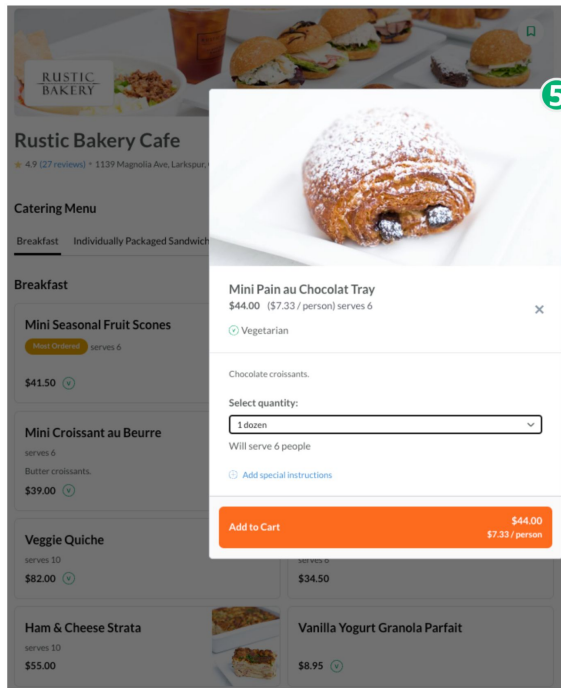 RUSTIC
BAKERY
5
Rustic Bakery Cafe
4.9 (27 reviews) • 1139 Magnolia Ave, Larkspur,
Catering Menu
Breakfast Individually Packaged Sandwich
Breakfast
Mini Seasonal Fruit Scones
Most Ordered serves 6
$41.50 V
Mini Croissant au Beurre
serves 6
Butter croissants.
$39.00 V
Veggie Quiche
serves 10
$82.00 V
Ham & Cheese Strata
serves 10
$55.00
Mini Pain au Chocolat Tray
$44.00 ($7.33 / person) serves 6
V Vegetarian
Chocolate croissants.
Select quantity:
1 dozen
Will serve 6 people
Add special instructions
Add to Cart
$44.00
$7.33 / person
serves 6
$34.50
Vanilla Yogurt Granola Parfait
$8.95 V